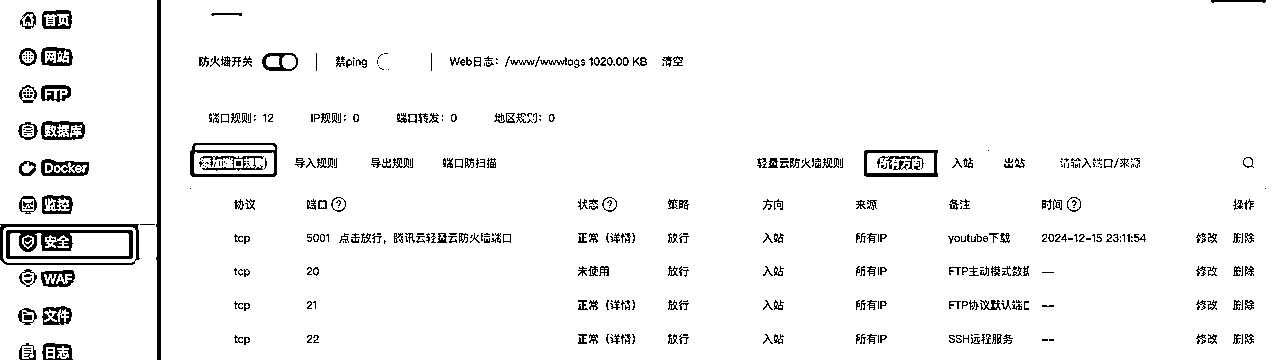 首页
网站
FTP
数据库
Docker
监控
安全
WAF
文件
日志
防火墙开关 禁ping Web日志：/www/wwwlogs 1020.00 KB 清空
端口规则：12 IP规则：0 端口转发：0 地区规则：0
添加端口规则 导入规则 导出规则 端口防扫描 轻量云防火墙规则 所有方向 入站 出站 请输入端口/来源
协议 端口 ? 状态 ? 策略 方向 来源 备注 时间 ? 操作
tcp 5001 点击放行，腾讯云轻量云防火墙端口 正常（详情） 放行 入站 所有IP youtube下载 2024-12-15 23:11:54 修改 删除
tcp 20 未使用 放行 入站 所有IP FTP主动模式数据 -- 修改 删除
tcp 21 正常（详情） 放行 入站 所有IP FTP协议默认端口 -- 修改 删除
tcp 22 正常（详情） 放行 入站 所有IP SSH远程服务 -- 修改 删除